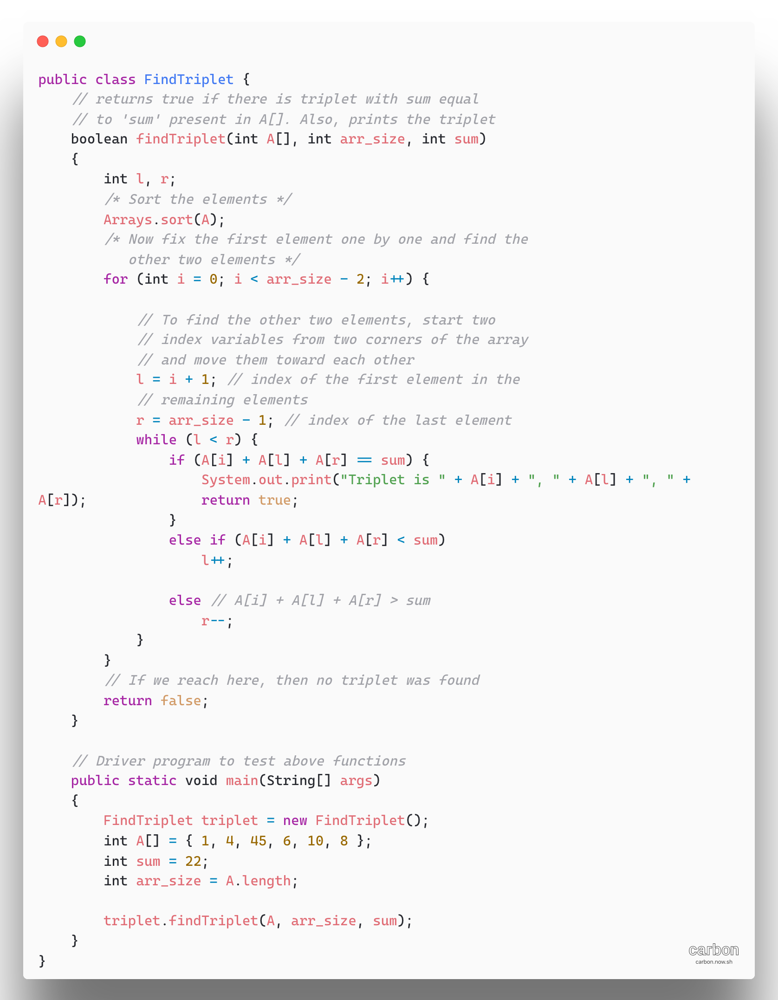 public class FindTriplet {
    // returns true if there is triplet with sum equal
    // to 'sum' present in A[]. Also, prints the triplet
    boolean findTriplet(int A[], int arr_size, int sum)
    {
        int l, r;
        /* Sort the elements */
        Arrays.sort(A);
        /* Now fix the first element one by one and find the
           other two elements */
        for (int i = 0; i < arr_size - 2; i++) {

            // To find the other two elements, start two
            // index variables from two corners of the array
            // and move them toward each other
            l = i + 1; // index of the first element in the
            // remaining elements
            r = arr_size - 1; // index of the last element
            while (l < r) {
                if (A[i] + A[l] + A[r] == sum) {
                    System.out.print("Triplet is " + A[i] + ", " + A[l] + ", " +
A[r]);              return true;
                }
                else if (A[i] + A[l] + A[r] < sum)
                    l++;

                else // A[i] + A[l] + A[r] > sum
                    r--;
            }
        }
        // If we reach here, then no triplet was found
        return false;
    }

    // Driver program to test above functions
    public static void main(String[] args)
    {
        FindTriplet triplet = new FindTriplet();
        int A[] = { 1, 4, 45, 6, 10, 8 };
        int sum = 22;
        int arr_size = A.length;

        triplet.findTriplet(A, arr_size, sum);
    }
}
carbon
carbon.now.sh